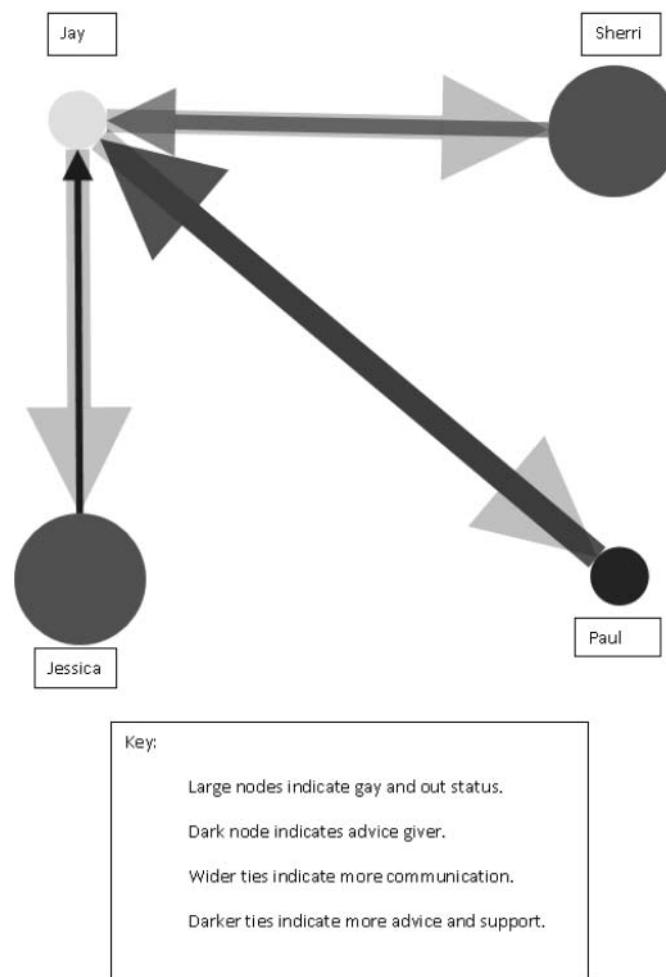 Jay
Sherri
Paul
Jessica
Key:
Large nodes indicate gay and out status.
Dark node indicates advice giver.
Wider ties indicate more communication.
Darker ties indicate more advice and support.